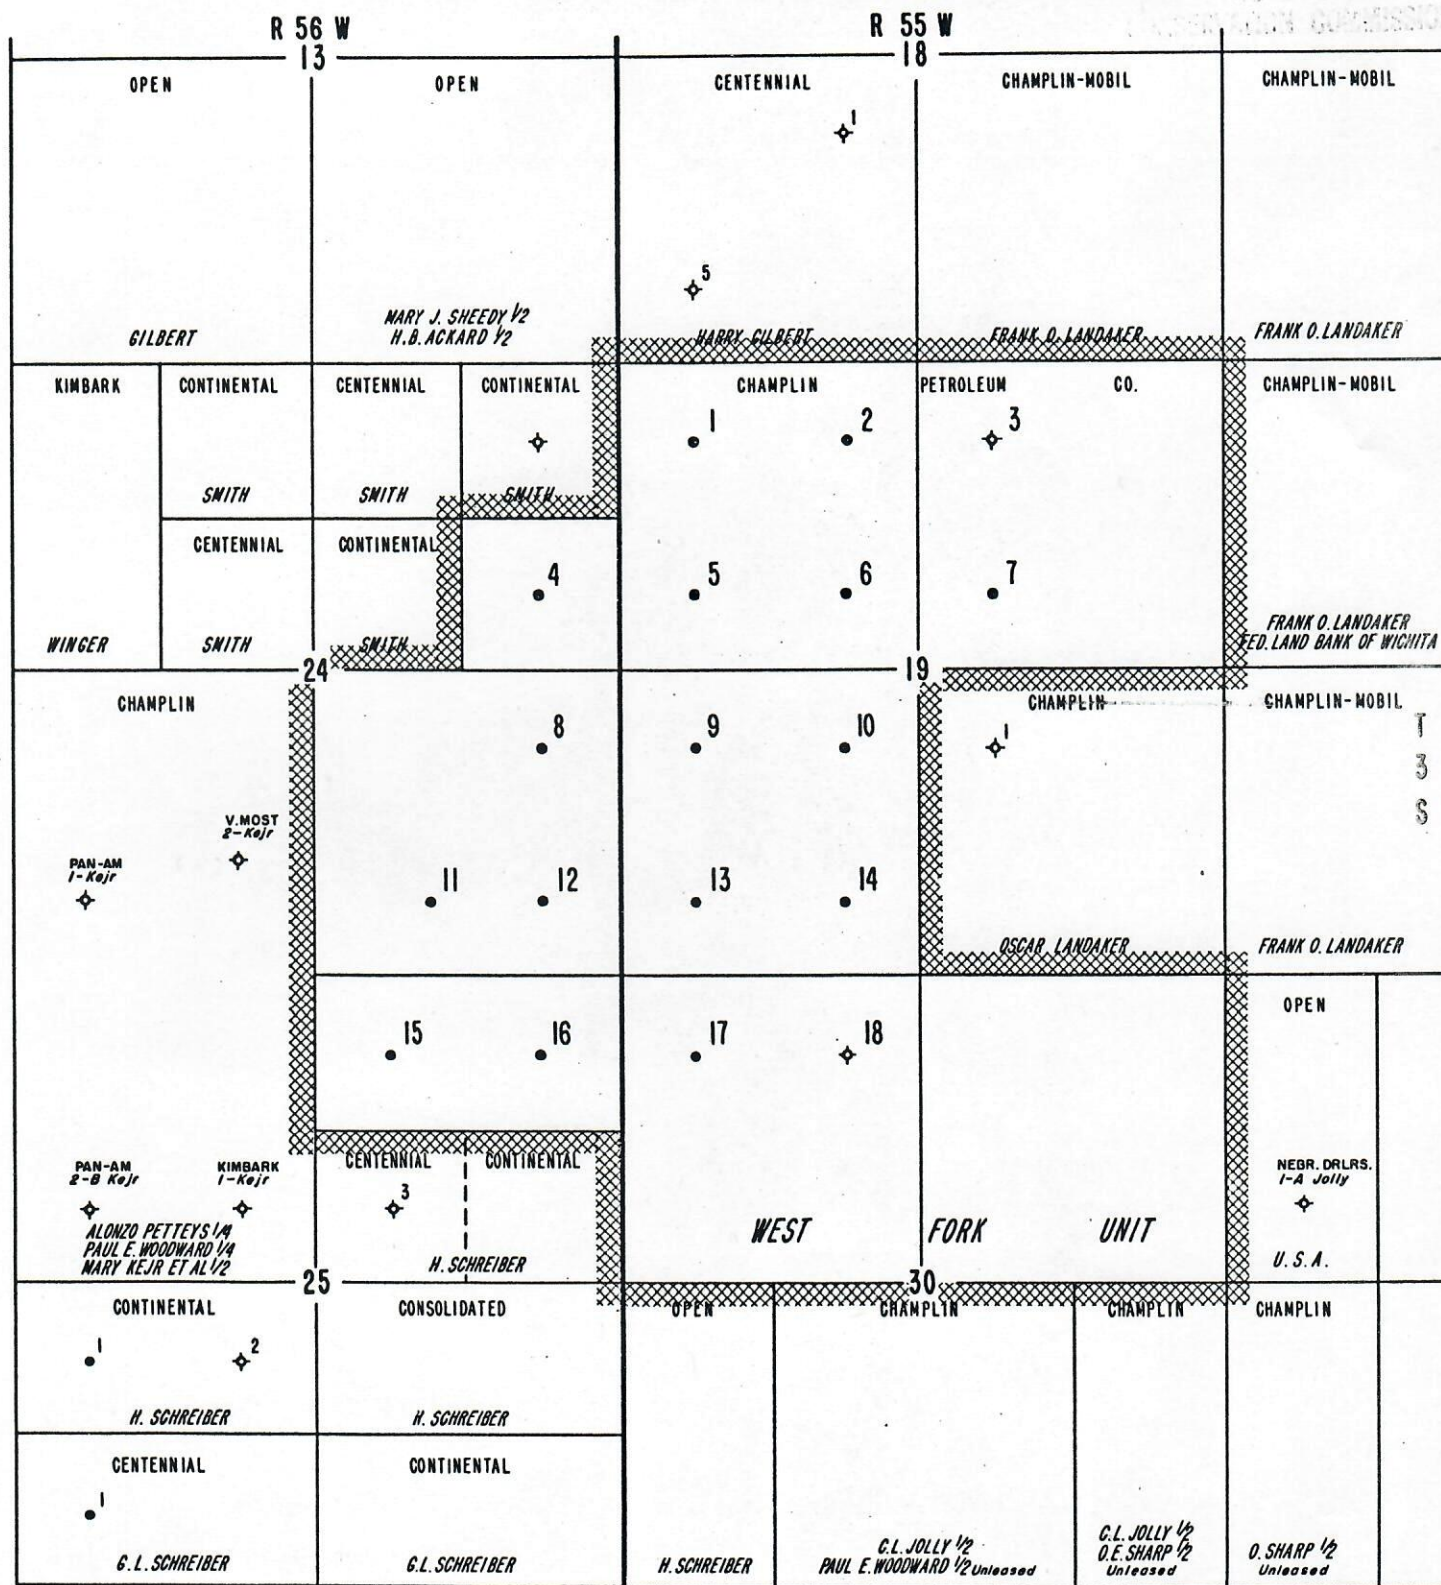 R 56 W
R 55 W
13
18
OPEN
OPEN
CENTENNIAL
CHAMPLIN-MOBIL
CHAMPLIN-MOBIL
1
5
GILBERT
MARY J. SHEEDY 1/2
H.B. ACKARD 1/2
HARRY GILBERT
FRANK O. LANDAKER
FRANK O. LANDAKER
KIMBARK
CONTINENTAL
CENTENNIAL
CONTINENTAL
CHAMPLIN PETROLEUM CO.
CHAMPLIN-MOBIL
1
2
3
SMITH
SMITH
SMITH
CENTENNIAL
CONTINENTAL
4
5
6
7
WINGER
SMITH
SMITH
FRANK O. LANDAKER
FED. LAND BANK OF WICHITA
24
19
CHAMPLIN
CHAMPLIN
CHAMPLIN-MOBIL
T
3
S
8
9
10
1
V.MOST
2-Kejr
PAN-AM
1-Kejr
11
12
13
14
OSCAR LANDAKER
FRANK O. LANDAKER
OPEN
15
16
17
18
CENTENNIAL
CONTINENTAL
PAN-AM
2-B Kejr
KIMBARK
1-Kejr
3
NEBR. DRLRS.
1-A Jolly
ALONZO PETTEYS 1/4
PAUL E. WOODWARD 1/4
MARY KEJR ET AL 1/2
H. SCHREIBER
WEST FORK UNIT
U.S.A.
25
30
CONTINENTAL
CONSOLIDATED
OPEN
CHAMPLIN
CHAMPLIN
CHAMPLIN
1
2
H. SCHREIBER
H. SCHREIBER
CENTENNIAL
CONTINENTAL
1
G.L. SCHREIBER
G.L. SCHREIBER
H. SCHREIBER
C.L. JOLLY 1/2
PAUL E. WOODWARD 1/2 Unleased
C.L. JOLLY 1/2
O.E. SHARP 1/2
Unleased
O. SHARP 1/2
Unleased